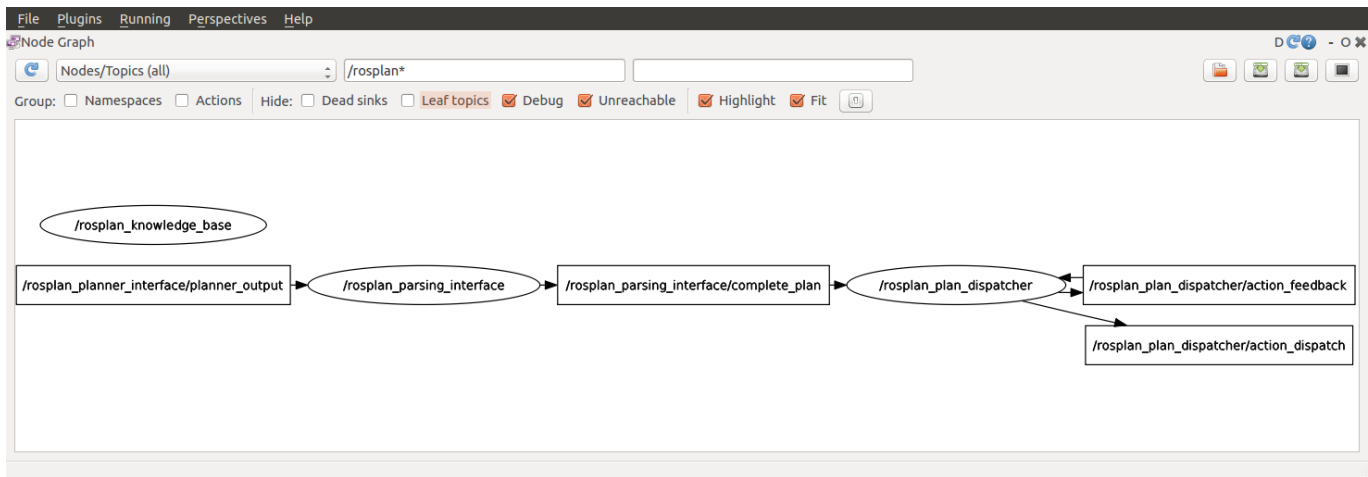 File Plugins Running Perspectives Help
Node Graph D - O
Nodes/Topics (all) /rosplan*
Group: Namespaces Actions Hide: Dead sinks Leaf topics Debug Unreachable Highlight Fit
/rosplan_knowledge_base
/rosplan_planner_interface/planner_output /rosplan_parsing_interface /rosplan_parsing_interface/complete_plan /rosplan_plan_dispatcher /rosplan_plan_dispatcher/action_feedback
/rosplan_plan_dispatcher/action_dispatch